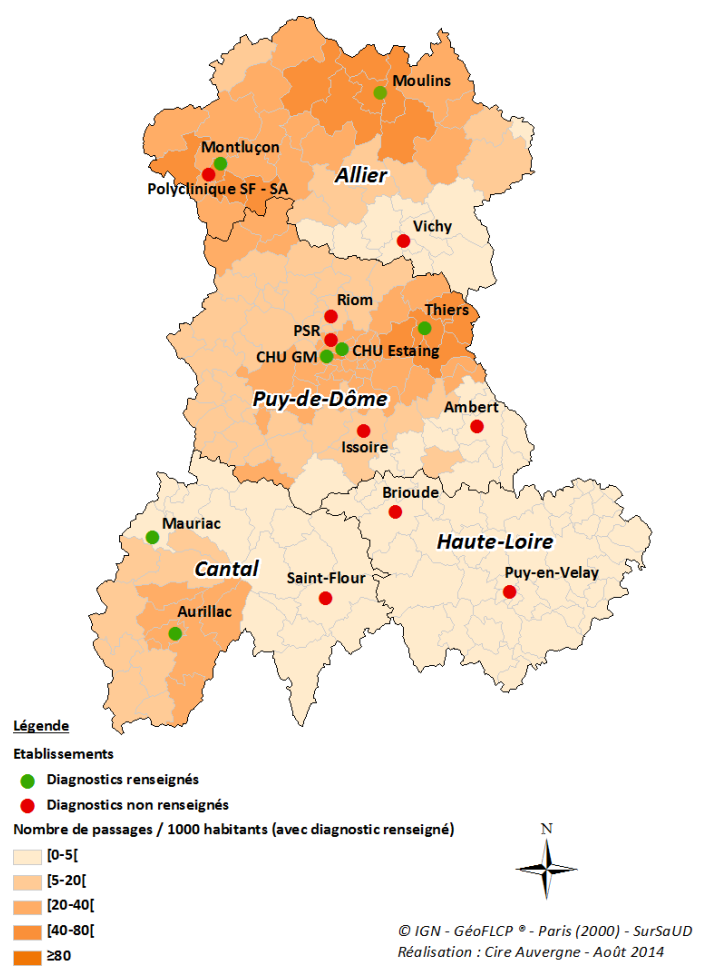 Moulins
Montluçon
Polyclinique SF - SA
Allier
Vichy
Riom
Thiers
PSR
CHU Estaing
CHU GM
Puy-de-Dôme
Ambert
Issoire
Brioude
Mauriac
Haute-Loire
Cantal
Saint-Flour
Puy-en-Velay
Aurillac
Légende
Etablissements
Diagnostics renseignés
Diagnostics non renseignés
Nombre de passages / 1000 habitants (avec diagnostic renseigné)
[0-5[
[5-20[
[20-40[
[40-80[
≥80
N
© IGN - GéoFLCP ® - Paris (2000) - SurSaUD
Réalisation : Cire Auvergne - Août 2014